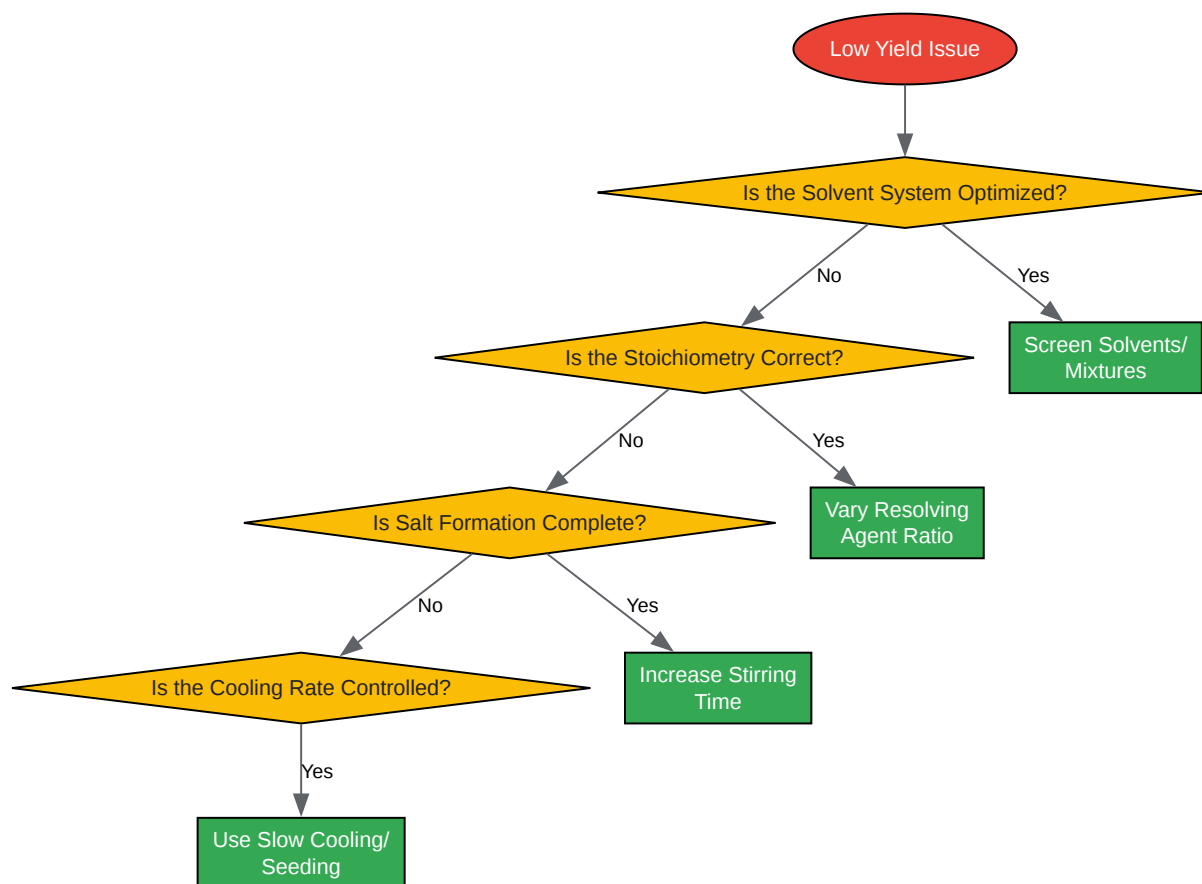 Low Yield Issue
Is the Solvent System Optimized?
No
Yes
Is the Stoichiometry Correct?
Screen Solvents/
Mixtures
No
Yes
Is Salt Formation Complete?
Vary Resolving
Agent Ratio
No
Yes
Is the Cooling Rate Controlled?
Increase Stirring
Time
Yes
Use Slow Cooling/
Seeding